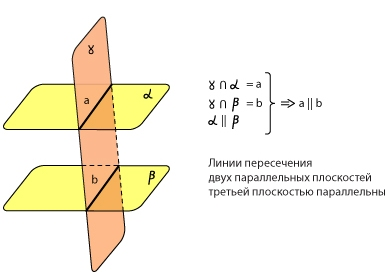 ɣ
a
α
b
β
ɣ ∩ α = a
ɣ ∩ β = b
α || β
⇒ a || b
Линии пересечения
двух параллельных плоскостей
третьей плоскостью параллельны